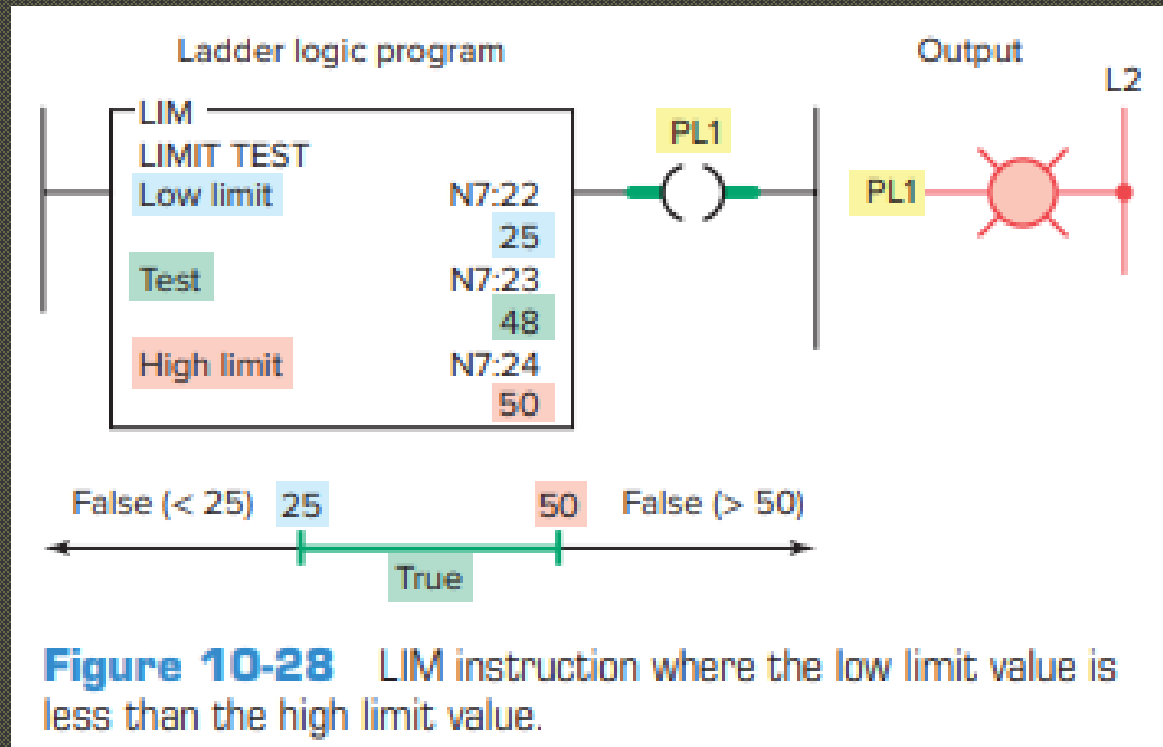 Ladder logic program
Output
L2
LIM
LIMIT TEST
Low limit N7:22
25
Test N7:23
48
High limit N7:24
50
PL1
PL1
False (< 25) 25 50 False (> 50)
True
Figure 10-28 LIM instruction where the low limit value is
less than the high limit value.